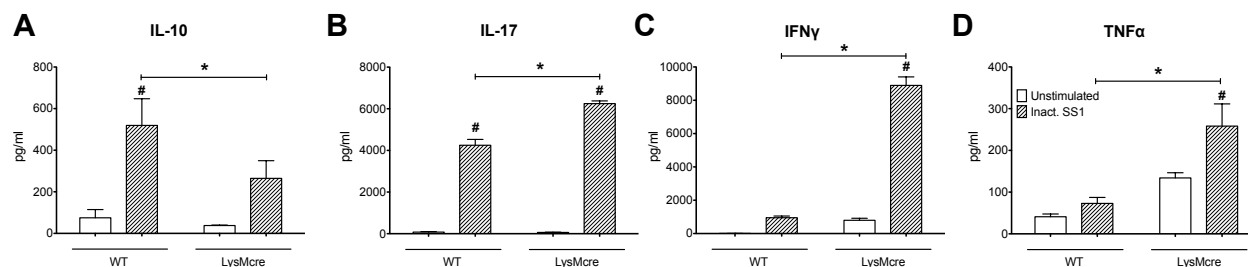 A
IL-10
800
600
400
200
0
pg/ml
#
*
WT
LysMcre
B
IL-17
8000
6000
4000
2000
0
pg/ml
#
*
#
WT
LysMcre
C
IFNγ
10000
8000
6000
4000
2000
0
pg/ml
*
#
WT
LysMcre
D
TNFα
400
300
200
100
0
pg/ml
*
#
Unstimulated
Inact. SS1
WT
LysMcre